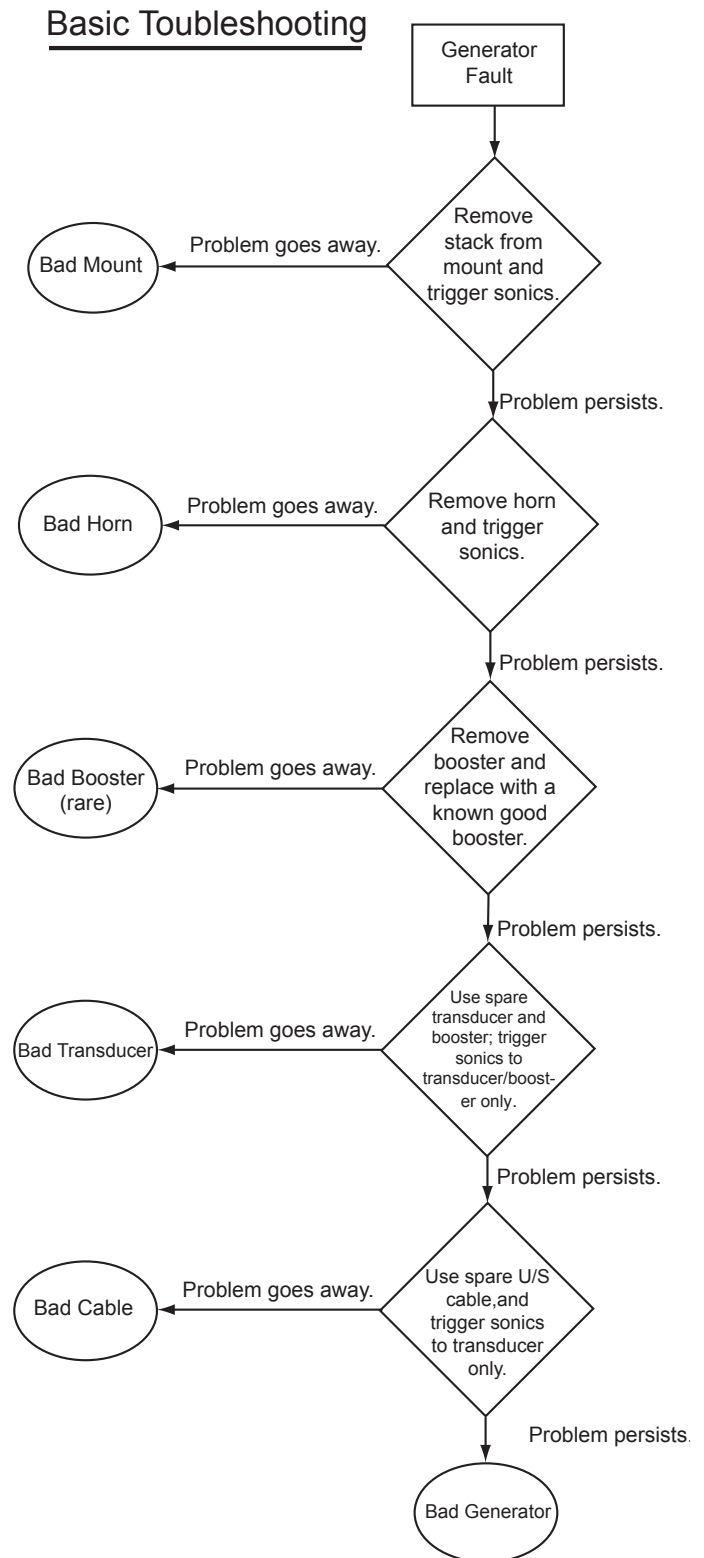 Basic Toubleshooting
Generator
Fault
Remove
stack from
mount and
trigger sonics.
Problem goes away.
Bad Mount
Problem persists.
Remove horn
and trigger
sonics.
Problem goes away.
Bad Horn
Problem persists.
Remove
booster and
replace with a
known good
booster.
Problem goes away.
Bad Booster
(rare)
Problem persists.
Use spare
transducer and
booster; trigger
sonics to
transducer/boost-
er only.
Problem goes away.
Bad Transducer
Problem persists.
Use spare U/S
cable,and
trigger sonics
to transducer
only.
Problem goes away.
Bad Cable
Problem persists.
Bad Generator